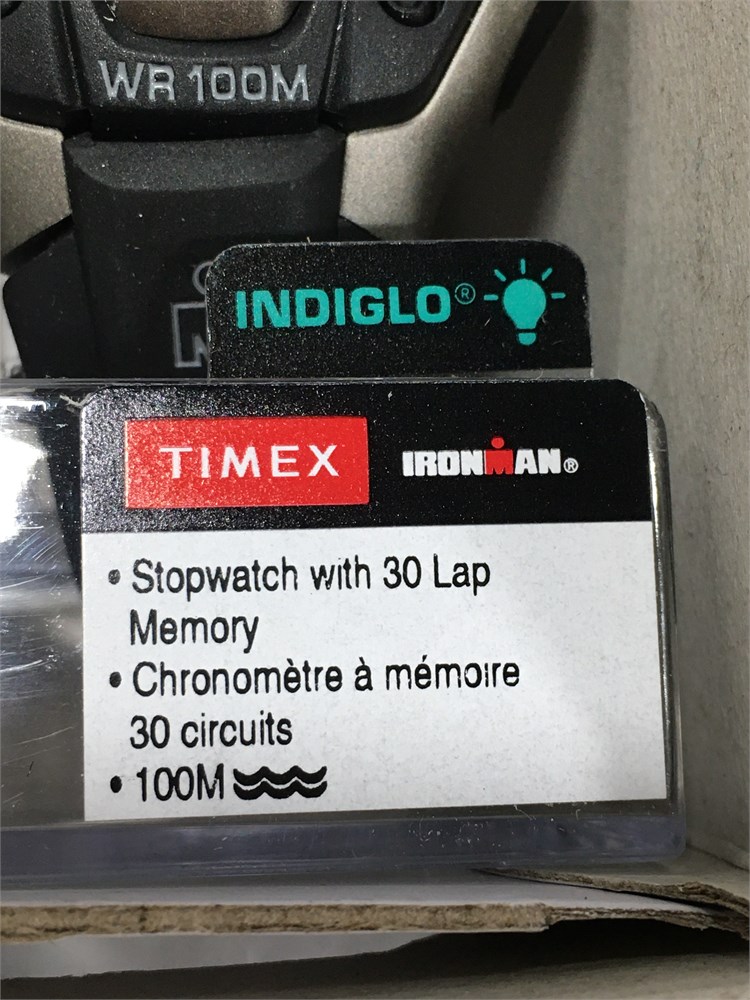 WR 100M
INDIGLO®
TIMEX IRONMAN®
• Stopwatch with 30 Lap
Memory
• Chronomètre à mémoire
30 circuits
• 100M